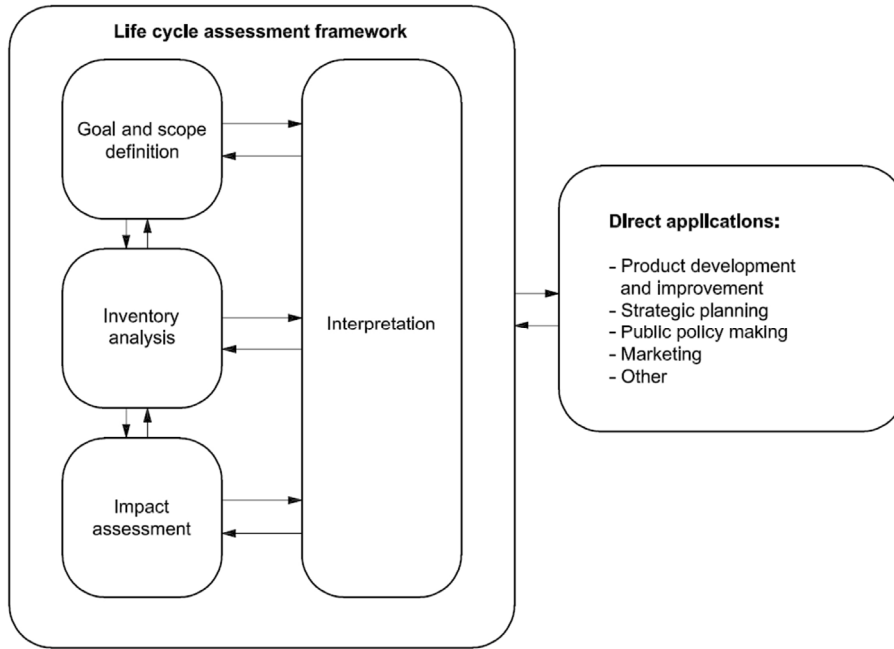 Life cycle assessment framework
Goal and scope
definition
Inventory
analysis
Impact
assessment
Interpretation
Direct applications:
- Product development
and improvement
- Strategic planning
- Public policy making
- Marketing
- Other